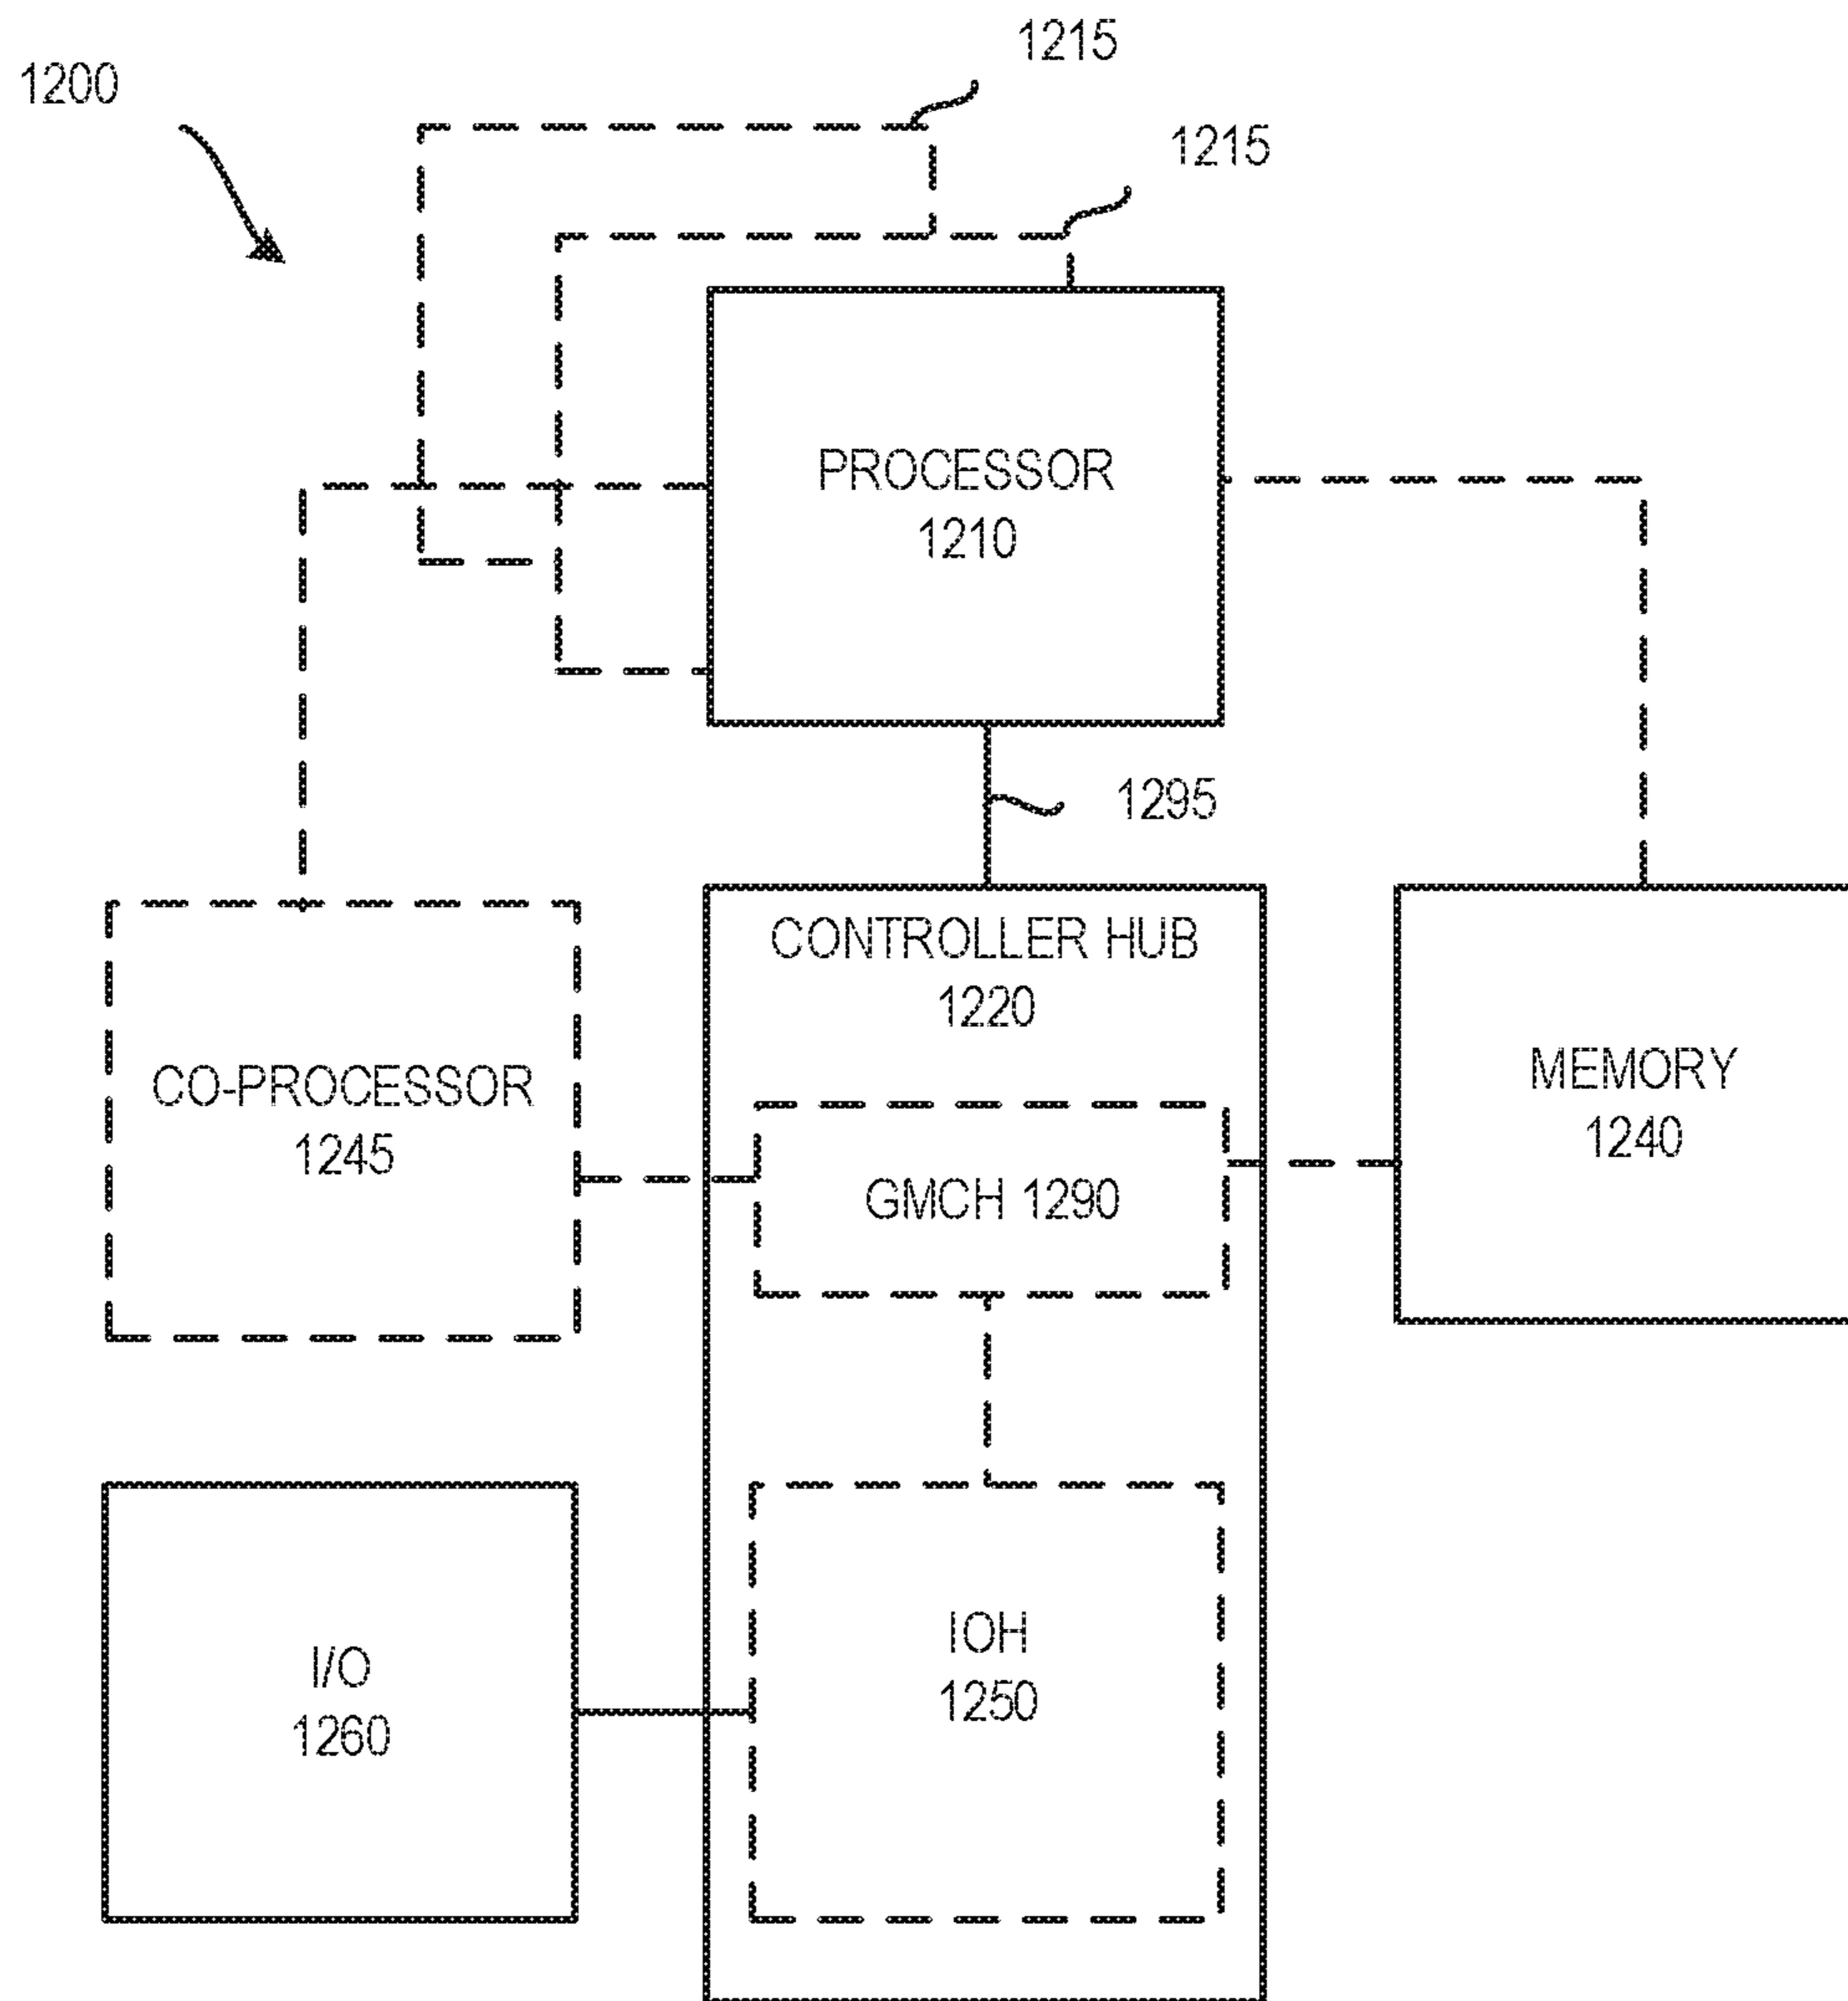 1215
1200
1215
PROCESSOR
1210
1295
CONTROLLER HUB
1220
MEMORY
1240
CO-PROCESSOR
1245
GMCH 1290
IOH
1250
I/O
1260